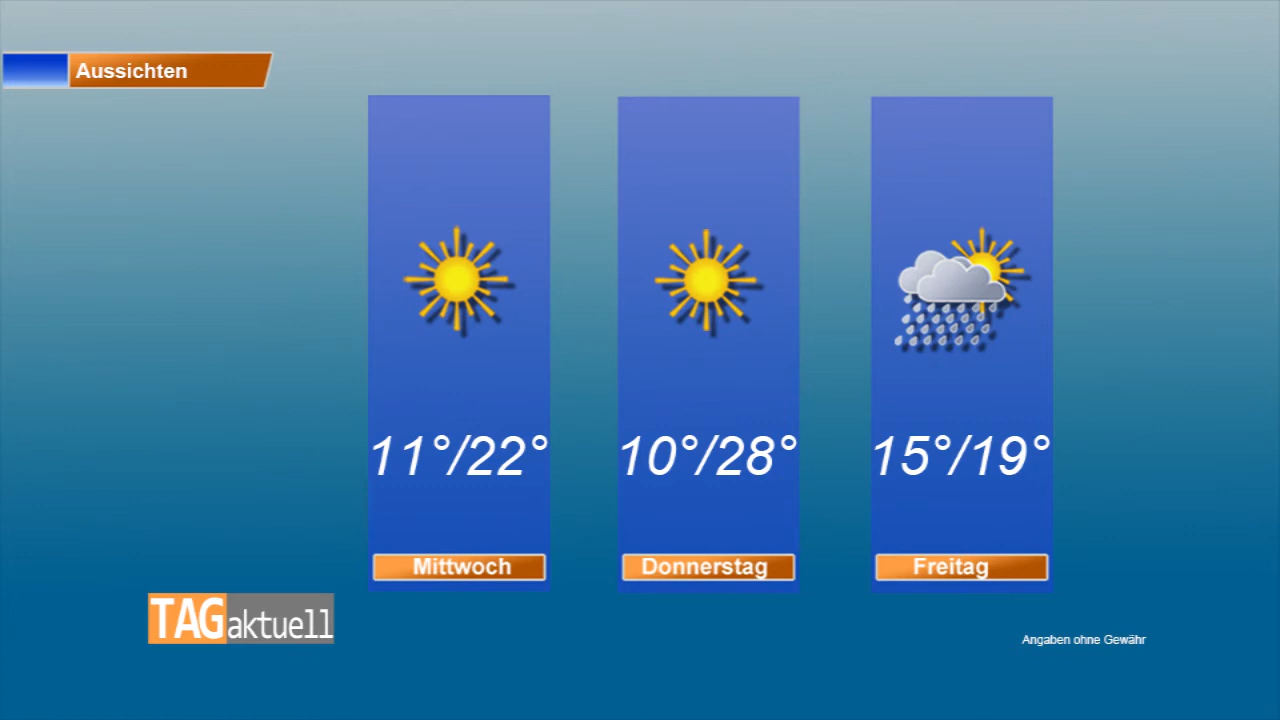 Aussichten
11°/22°
10°/28°
15°/19°
Mittwoch
Donnerstag
Freitag
TAGaktuell
Angaben ohne Gewähr